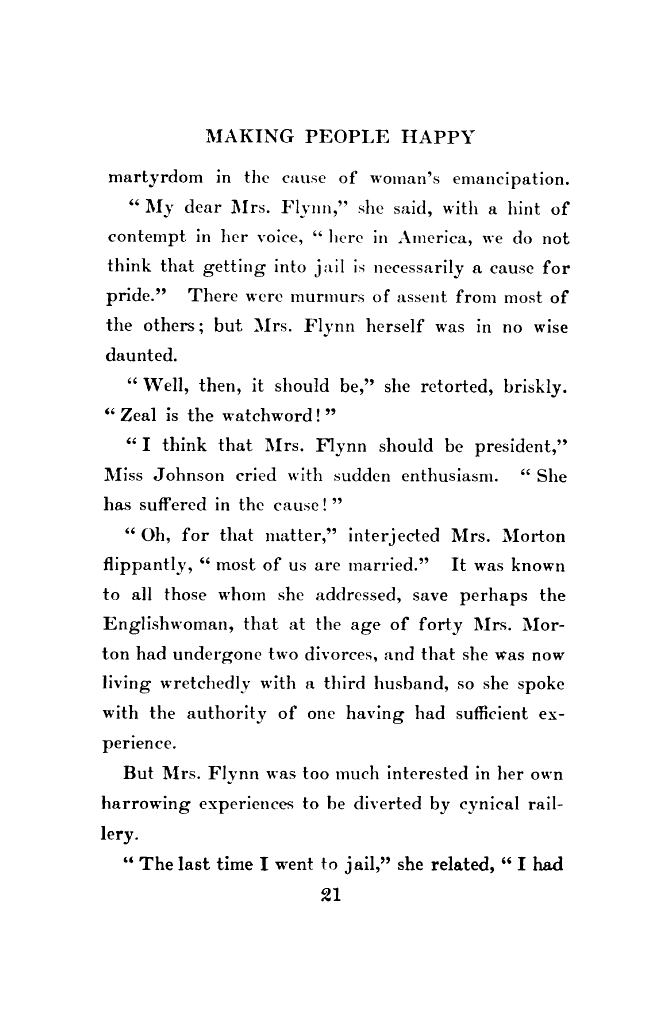 MAKING PEOPLE HAPPY
martyrdom in the cause of woman's emancipation.
“ My dear Mrs. Flynn,” she said, with a hint of
contempt in her voice, “ here in America, we do not
think that getting into jail is necessarily a cause for
pride.” There were murmurs of assent from most of
the others; but Mrs. Flynn herself was in no wise
daunted.
“ Well, then, it should be,” she retorted, briskly.
“ Zeal is the watchword! ”
“ I think that Mrs. Flynn should be president,”
Miss Johnson cried with sudden enthusiasm. “ She
has suffered in the cause! ”
“ Oh, for that matter,” interjected Mrs. Morton
flippantly, “ most of us are married.” It was known
to all those whom she addressed, save perhaps the
Englishwoman, that at the age of forty Mrs. Mor-
ton had undergone two divorces, and that she was now
living wretchedly with a third husband, so she spoke
with the authority of one having had sufficient ex-
perience.
But Mrs. Flynn was too much interested in her own
harrowing experiences to be diverted by cynical rail-
lery.
“ The last time I went to jail,” she related, “ I had
21